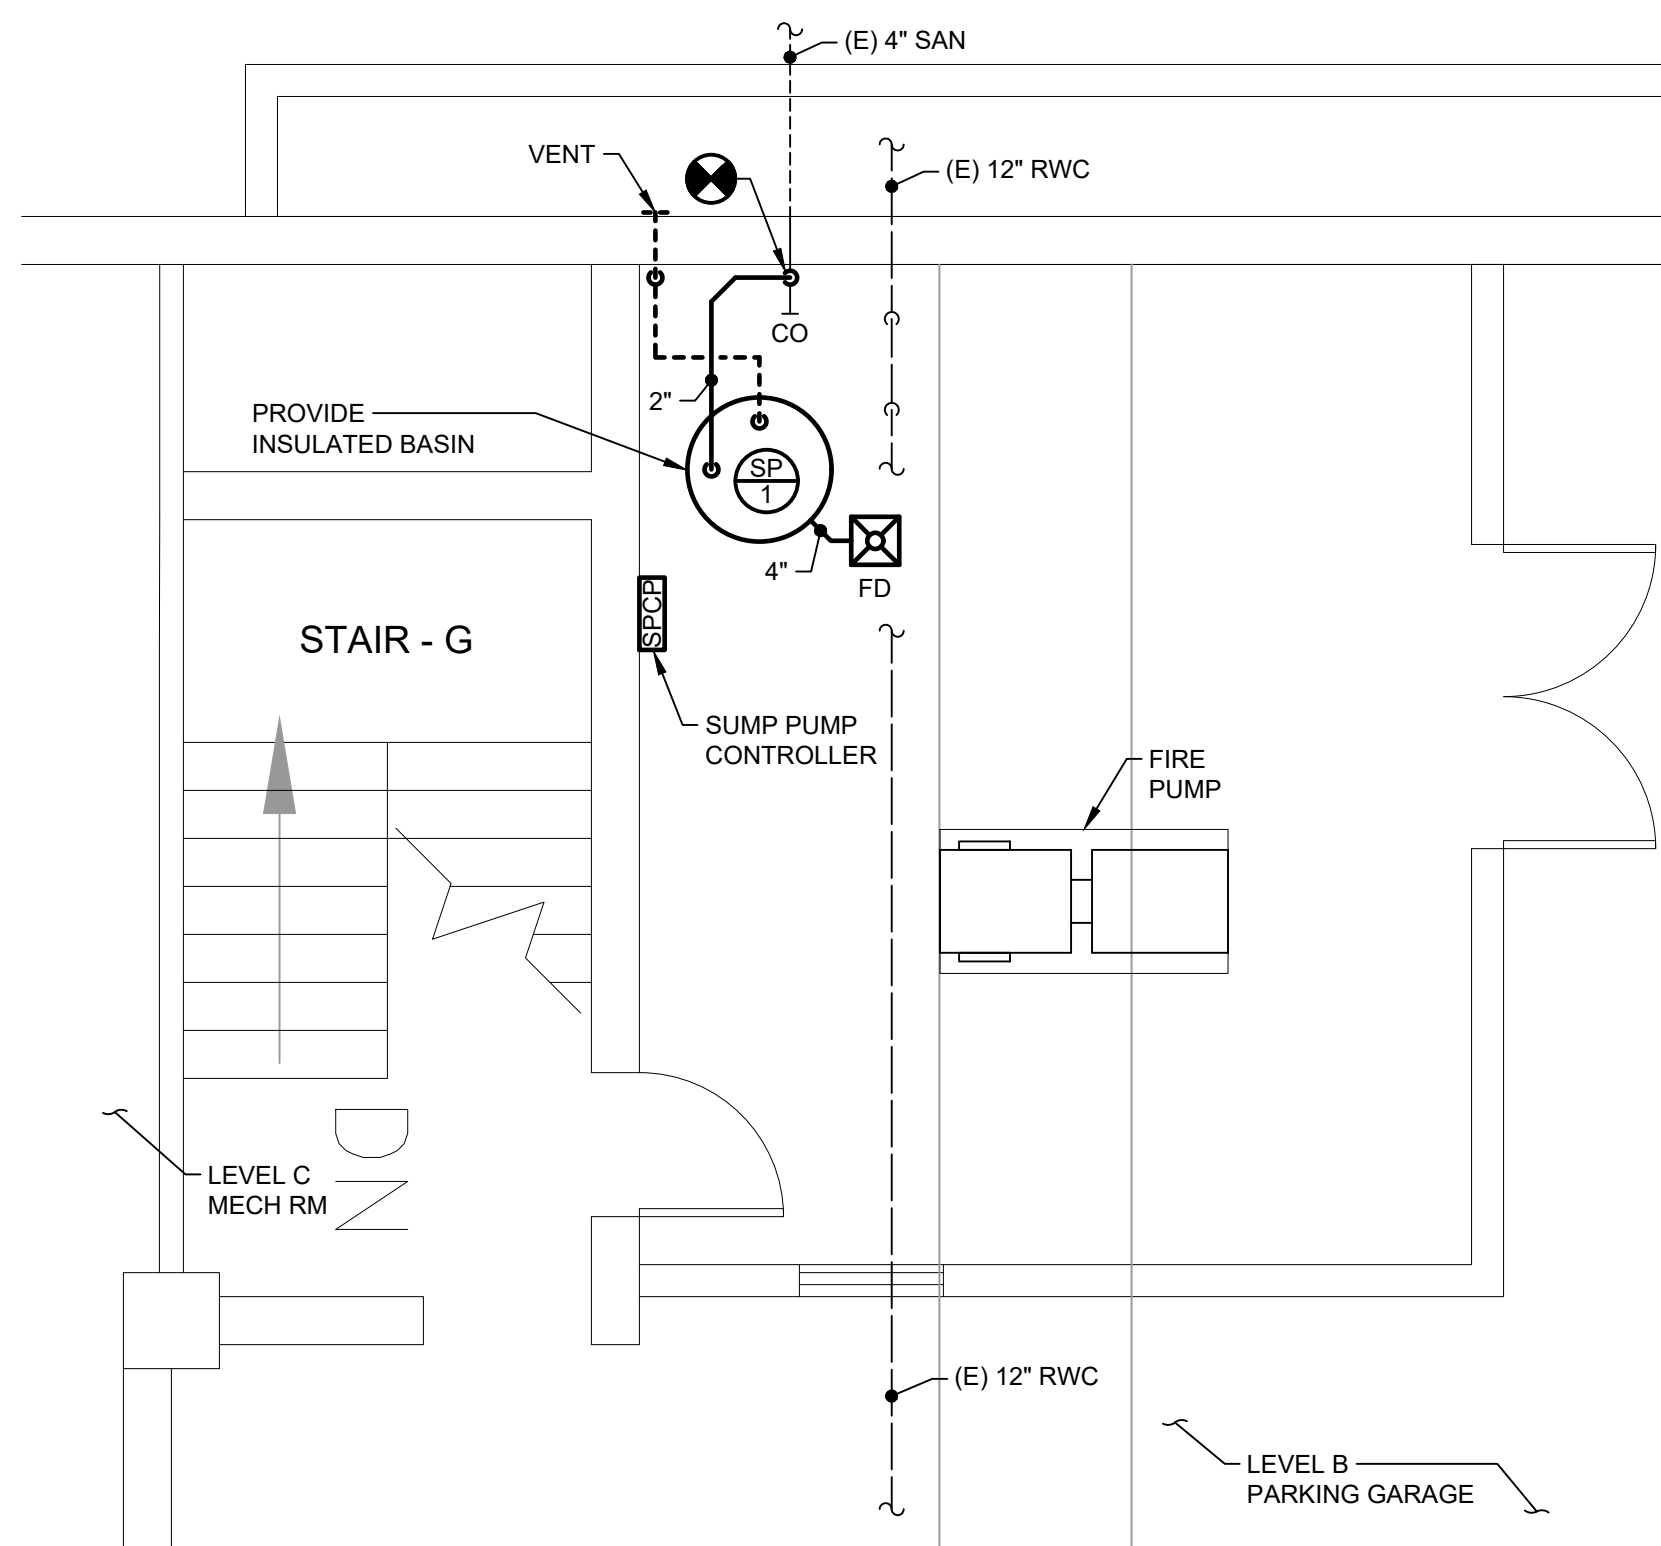 (E) 4" SAN
VENT
(E) 12" RWC
CO
2"
PROVIDE
INSULATED BASIN
SP
1
4"
FD
SPCP
STAIR - G
SUMP PUMP
CONTROLLER
FIRE
PUMP
DN
LEVEL C
MECH RM
(E) 12" RWC
LEVEL B
PARKING GARAGE